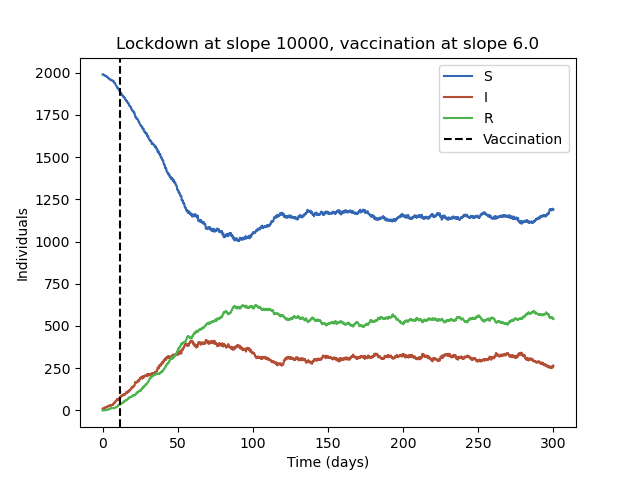 Lockdown at slope 10000, vaccination at slope 6.0
2000
1750
1500
1250
1000
750
500
250
0
Individuals
S
I
R
Vaccination
0 50 100 150 200 250 300
Time (days)